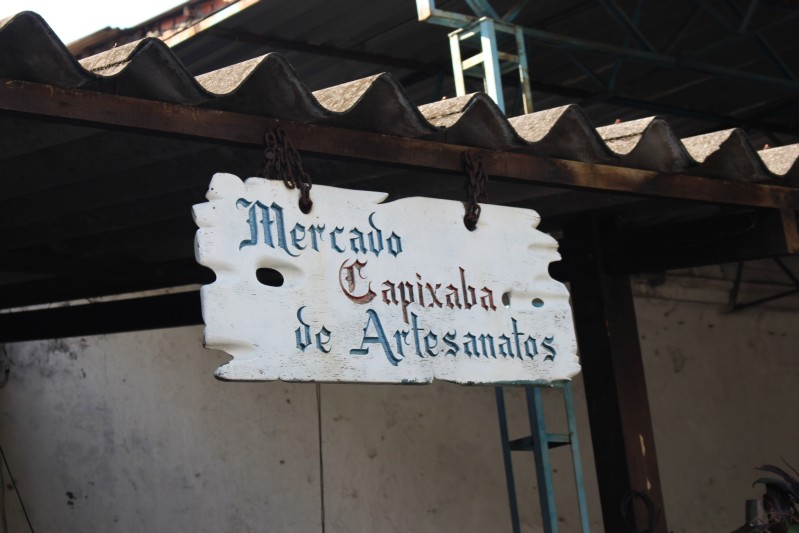 Mercado
Capixaba
de Artesanatos